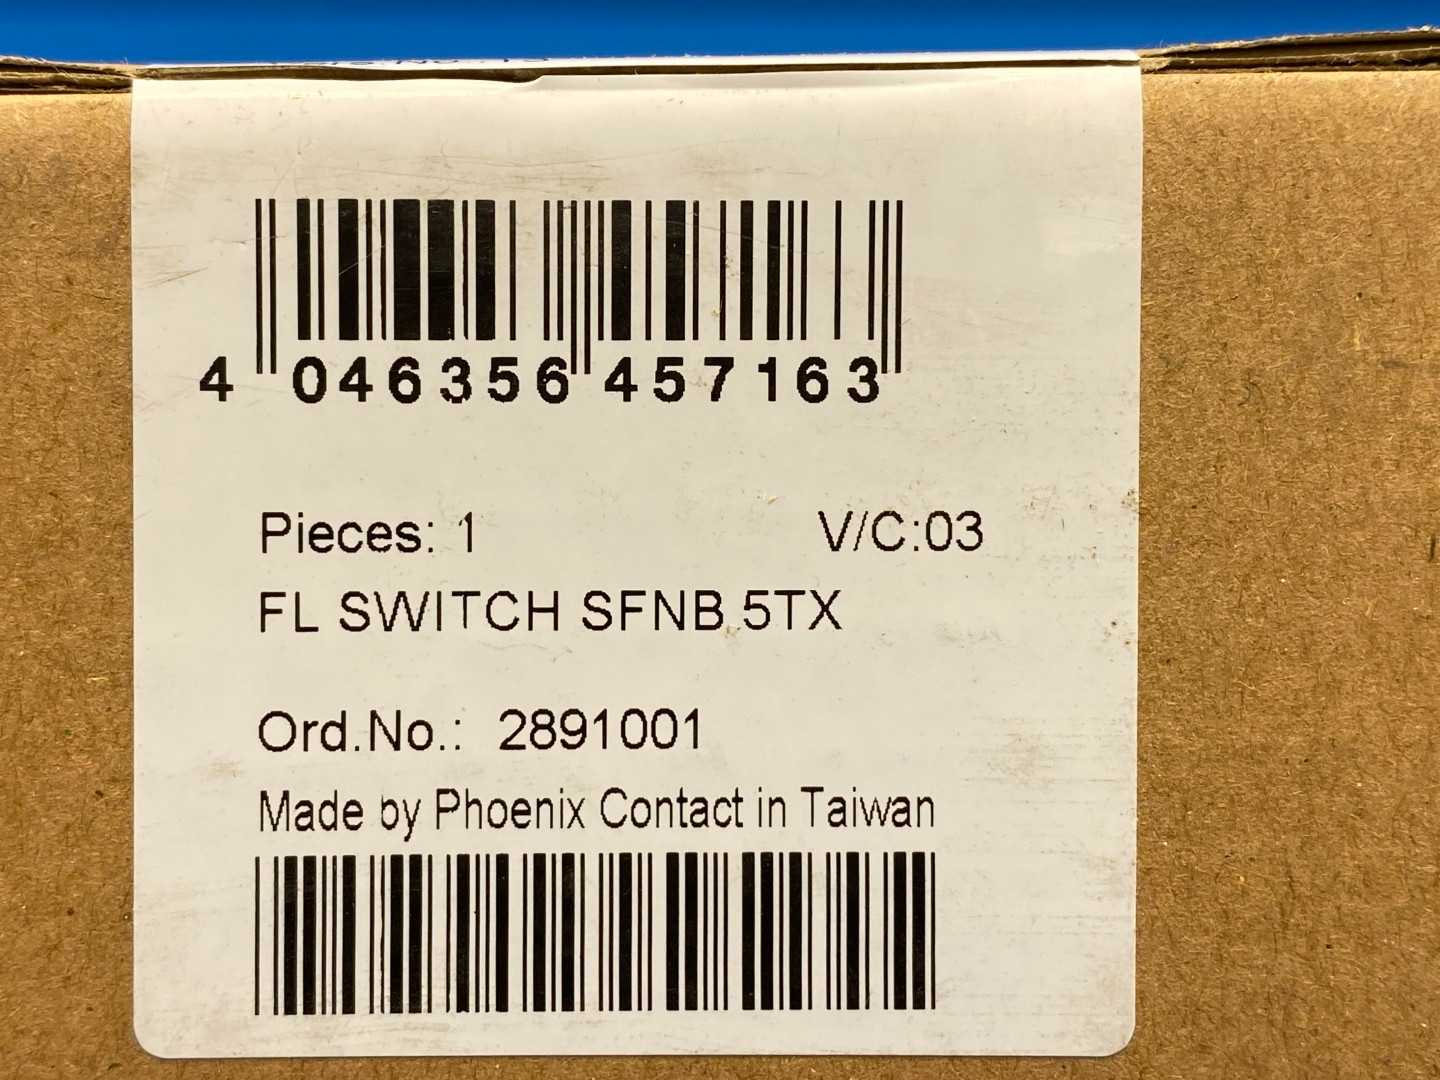 4 046356 457163
Pieces: 1 V/C:03
FL SWITCH SFNB 5TX
Ord.No.: 2891001
Made by Phoenix Contact in Taiwan